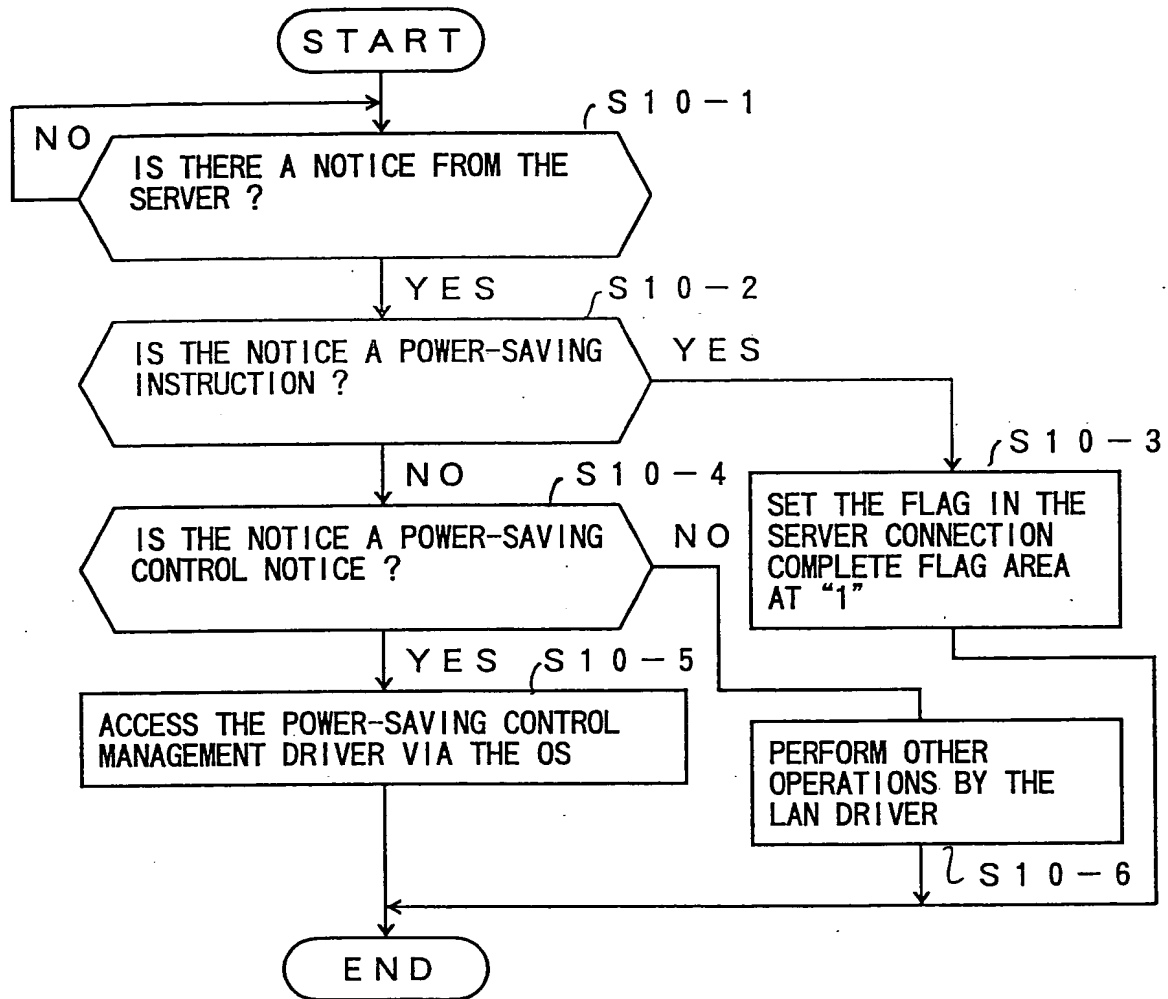 START
S10-1
NO
IS THERE A NOTICE FROM THE
SERVER ?
YES
S10-2
IS THE NOTICE A POWER-SAVING
INSTRUCTION ?
YES
S10-3
NO
S10-4
SET THE FLAG IN THE
SERVER CONNECTION
COMPLETE FLAG AREA
AT "1"
IS THE NOTICE A POWER-SAVING
CONTROL NOTICE ?
NO
YES
S10-5
ACCESS THE POWER-SAVING CONTROL
MANAGEMENT DRIVER VIA THE OS
PERFORM OTHER
OPERATIONS BY THE
LAN DRIVER
S10-6
END